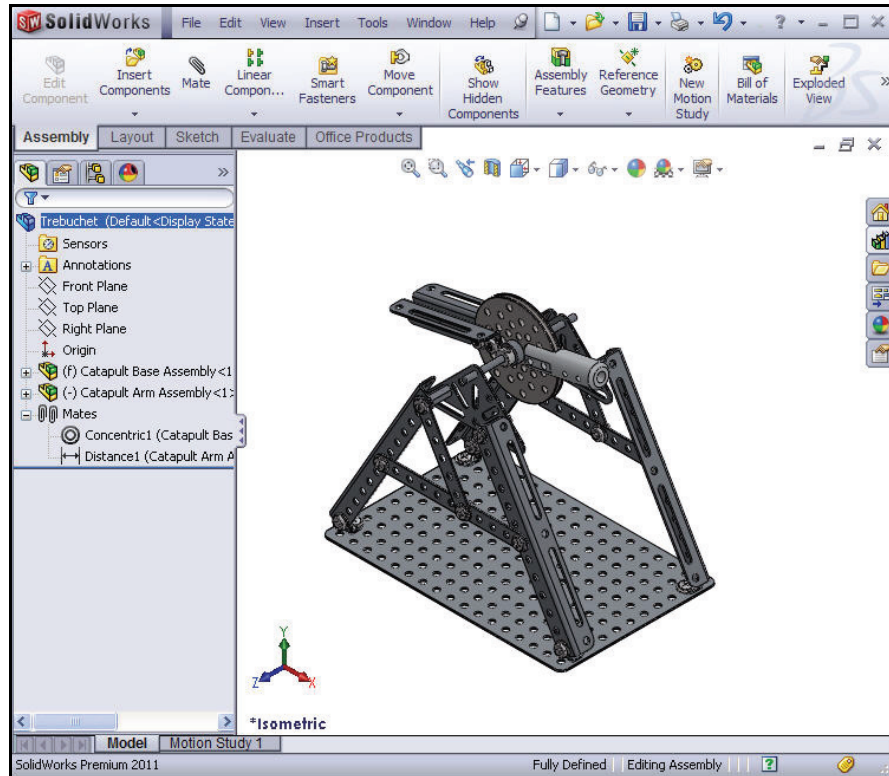 SW SolidWorks File Edit View Insert Tools Window Help ?
Edit Component
Insert Components
Mate
Linear Compon...
Smart Fasteners
Move Component
Show Hidden Components
Assembly Features
Reference Geometry
New Motion Study
Bill of Materials
Exploded View
»
Assembly Layout Sketch Evaluate Office Products
»
Trebuchet (Default<Display State
Sensors
A Annotations
Front Plane
Top Plane
Right Plane
Origin
(f) Catapult Base Assembly<1
(-) Catapult Arm Assembly<1>
Mates
Concentric1 (Catapult Bas
Distance1 (Catapult Arm A
Y
Z X
*Isometric
Model Motion Study 1
SolidWorks Premium 2011 Fully Defined Editing Assembly ?